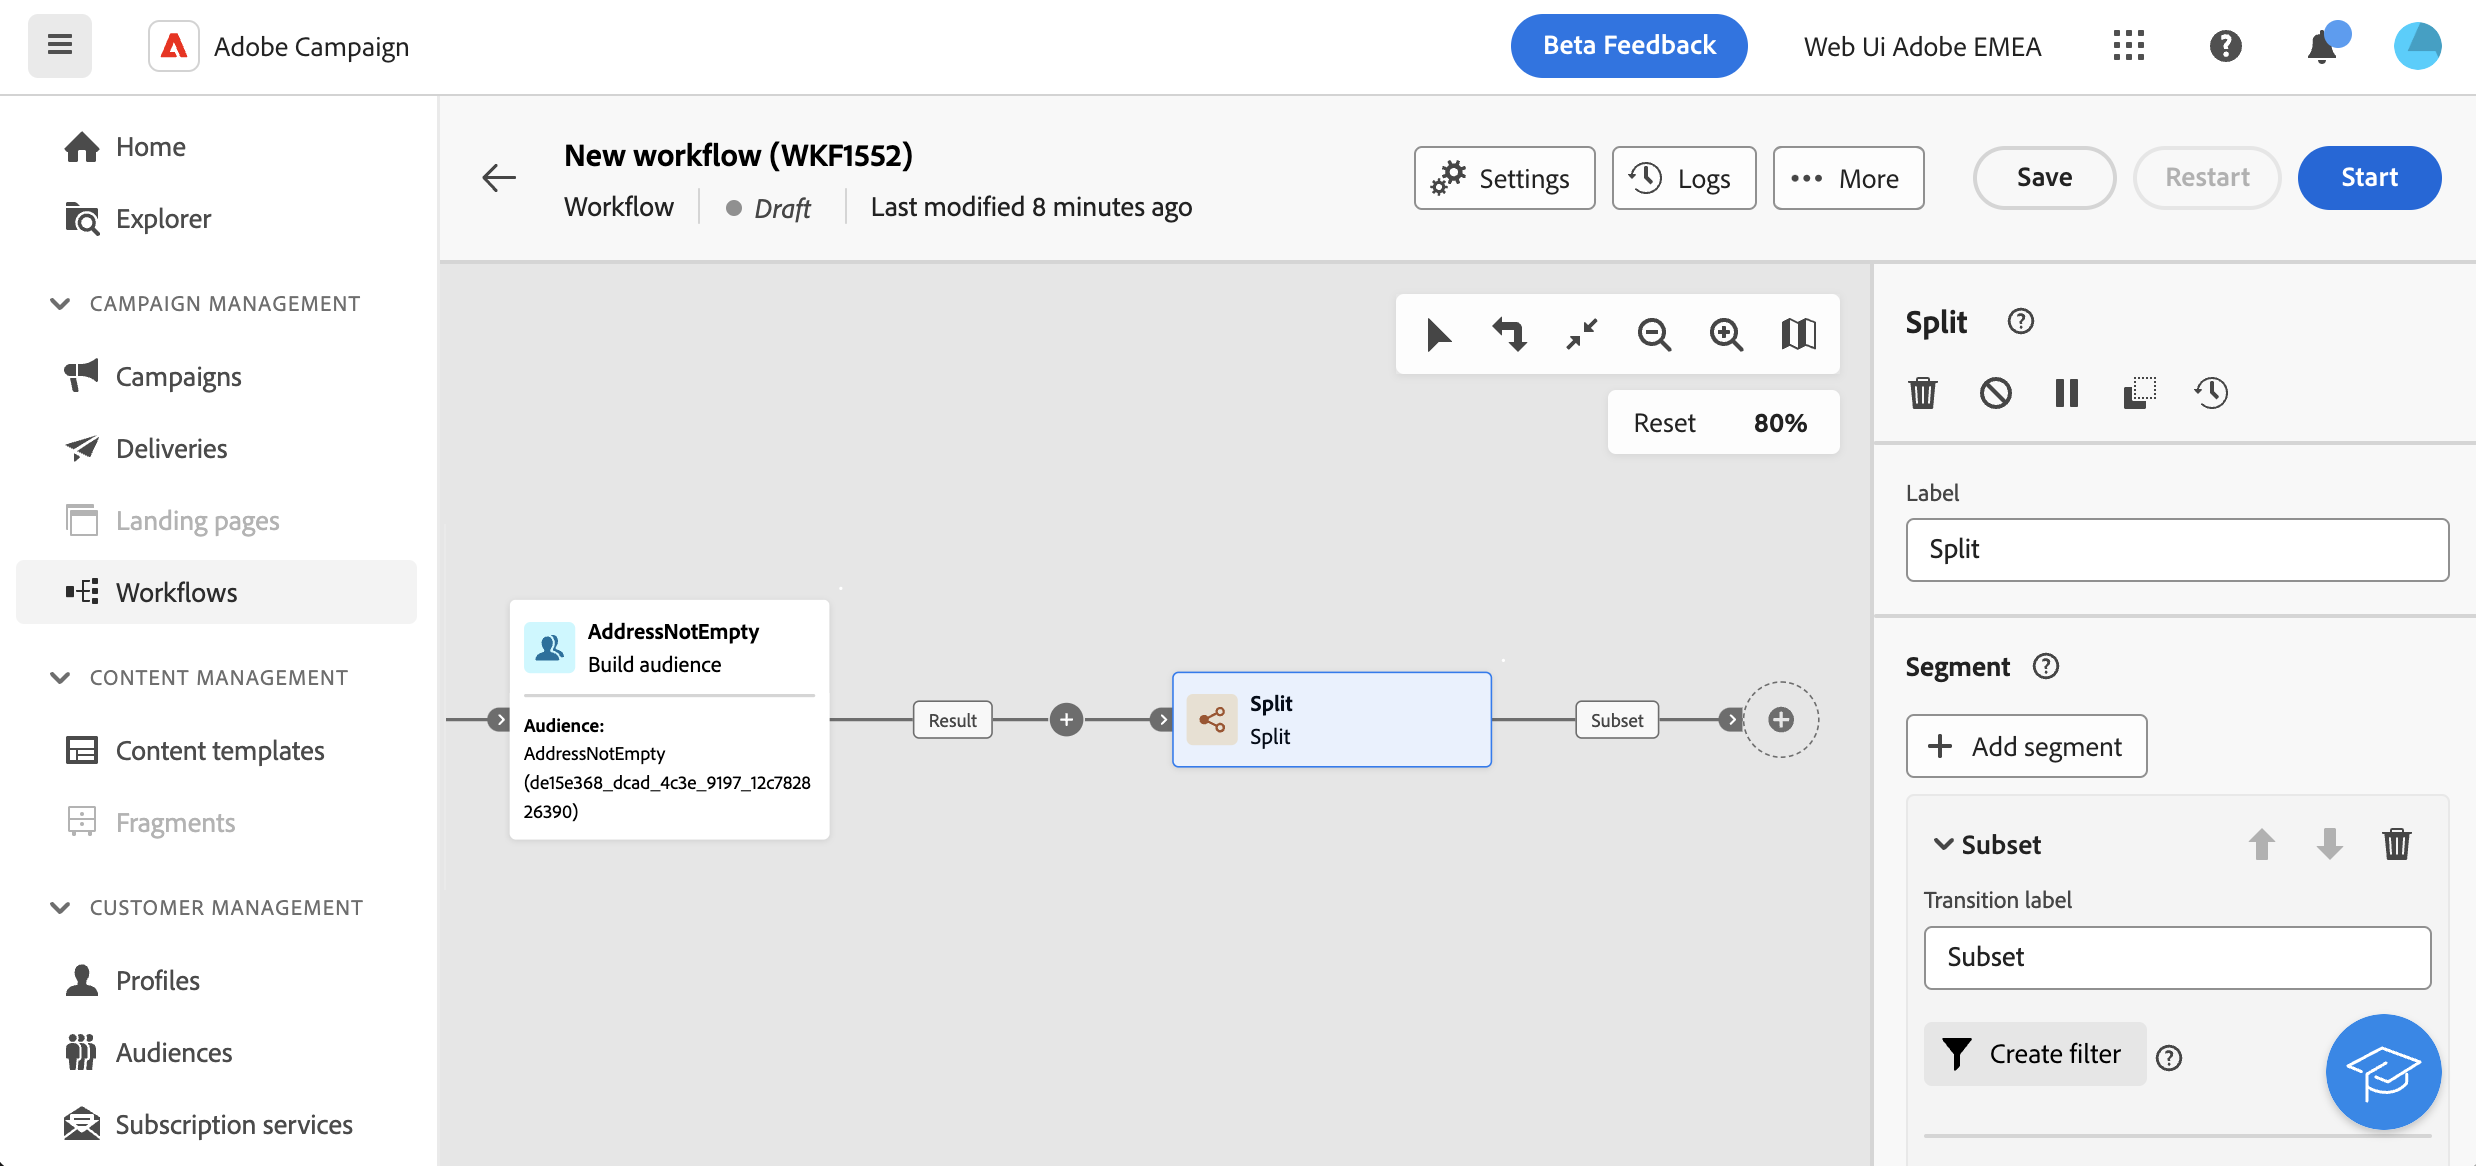 Adobe Campaign
Beta Feedback
Web Ui Adobe EMEA
Home
Explorer
CAMPAIGN MANAGEMENT
Campaigns
Deliveries
Landing pages
Workflows
CONTENT MANAGEMENT
Content templates
Fragments
CUSTOMER MANAGEMENT
Profiles
Audiences
Subscription services
New workflow (WKF1552)
Workflow
Draft
Last modified 8 minutes ago
Settings
Logs
More
Save
Restart
Start
Reset
80%
AddressNotEmpty
Build audience
Audience:
AddressNotEmpty
(de15e368_dcad_4c3e_9197_12c7828
26390)
Result
Split
Split
Subset
Split
Label
Split
Segment
Add segment
Subset
Transition label
Subset
Create filter